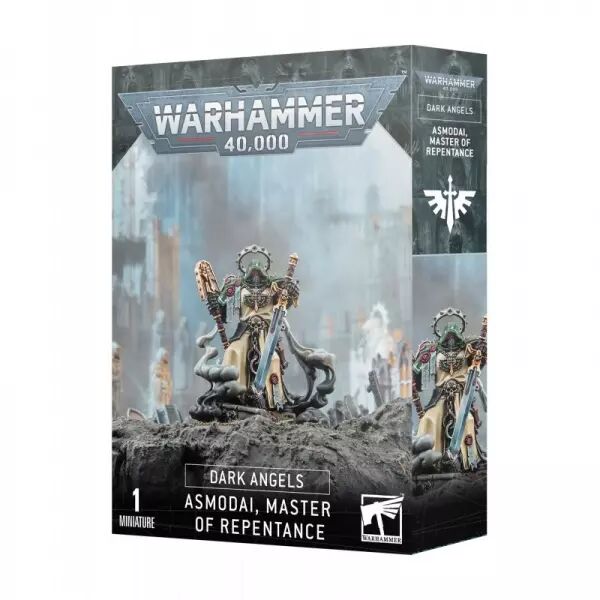 WARHAMMER
40,000
DARK ANGELS
ASMODAI, MASTER
OF REPENTANCE
1
MINIATURE
WARHAMMER
WARHAMMER
40,000
DARK ANGELS
ASMODAI,
MASTER OF
REPENTANCE